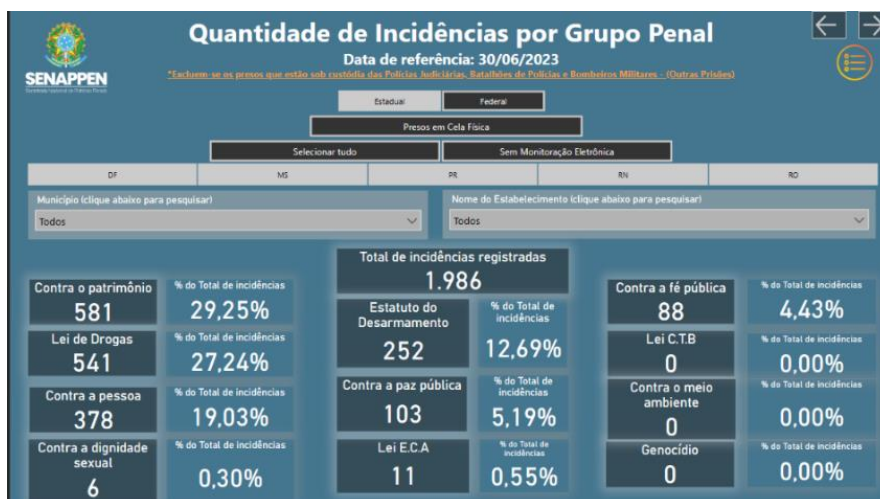 Quantidade de Incidências por Grupo Penal
Data de referência: 30/06/2023
*Excluem-se os presos que estão sob custódia das Polícias Judiciárias, Batalhões de Polícias e Bombeiros Militares - (Outras Prisões)
SENAPPEN
Estadual Federal
Presos em Cela Física
Selecionar tudo Sem Monitoração Eletrônica
DF MS PR RN RO
Município (clique abaixo para pesquisar) Nome do Estabelecimento (clique abaixo para pesquisar)
Todos Todos
Total de incidências registradas
1.986
Contra o patrimônio % do Total de incidências
581 29,25%
Lei de Drogas % do Total de incidências
541 27,24%
Contra a pessoa % do Total de incidências
378 19,03%
Contra a dignidade sexual % do Total de incidências
6 0,30%
Estatuto do Desarmamento % do Total de incidências
252 12,69%
Contra a paz pública % do Total de incidências
103 5,19%
Lei E.C.A % do Total de incidências
11 0,55%
Contra a fé pública % do Total de incidências
88 4,43%
Lei C.T.B % do Total de incidências
0 0,00%
Contra o meio ambiente % do Total de incidências
0 0,00%
Genocídio % do Total de incidências
0 0,00%